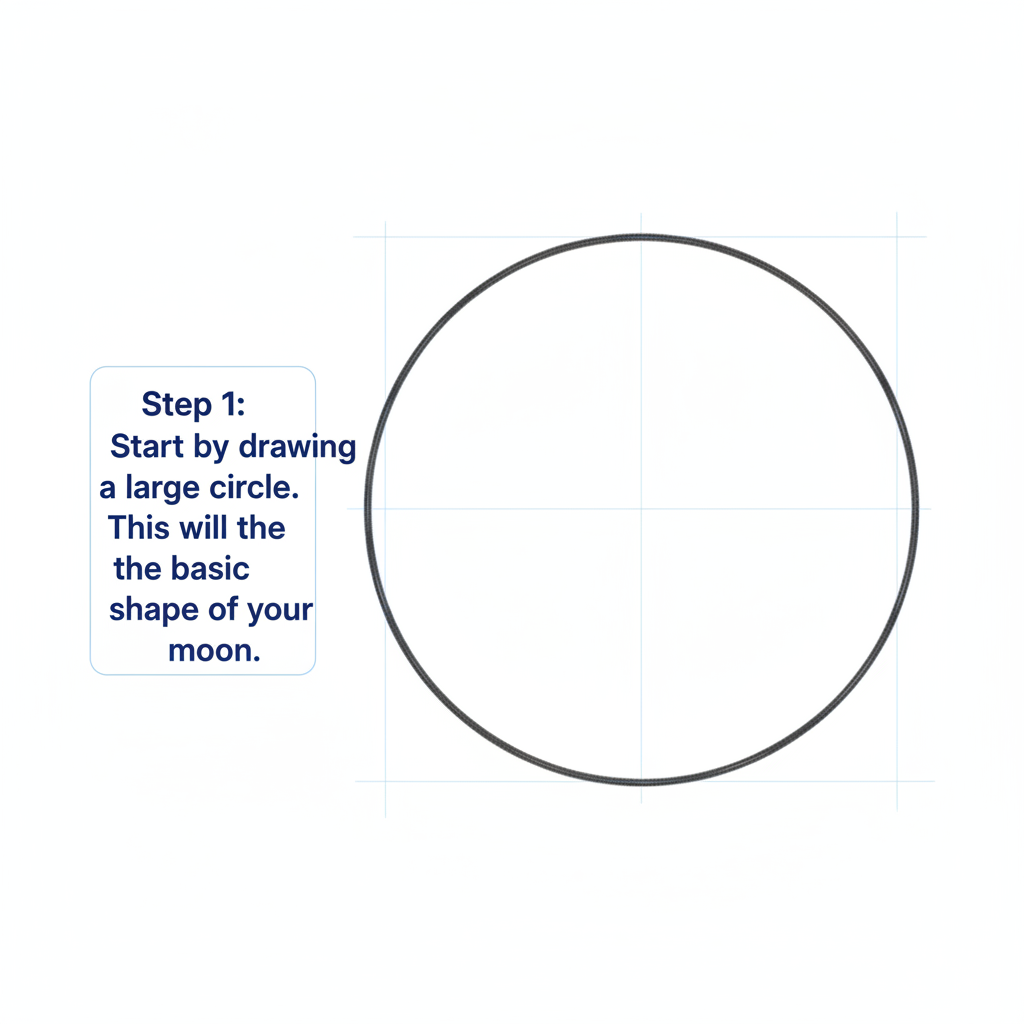 Step 1:
Start by drawing
a large circle.
This will the
the basic
shape of your
moon.